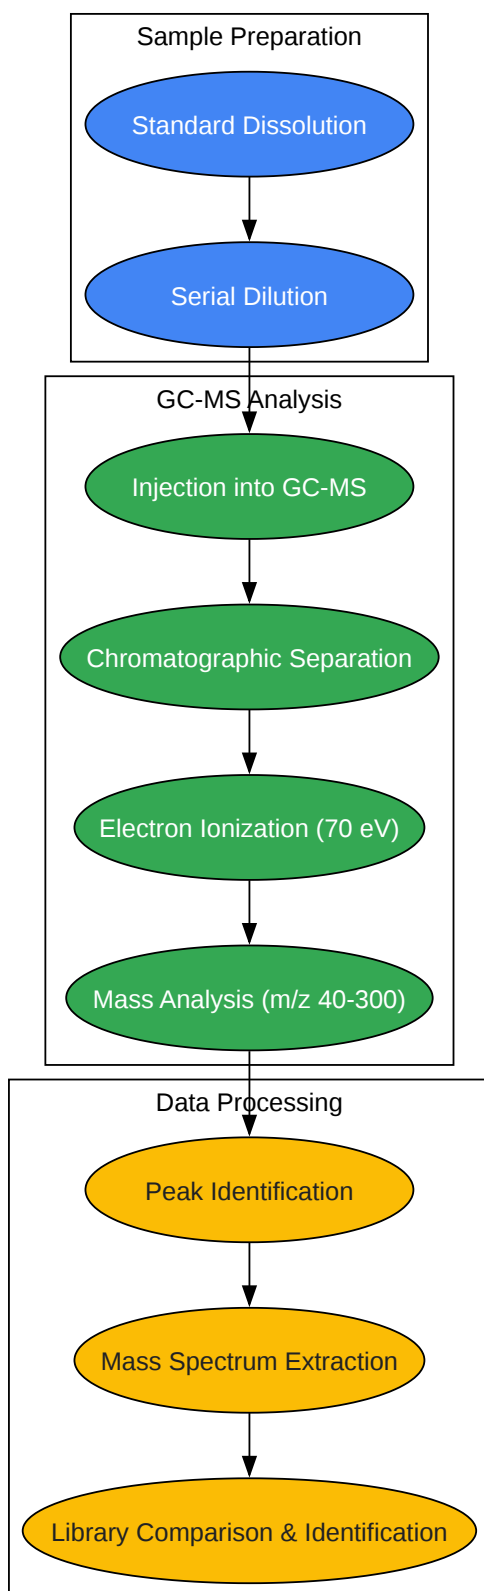 Sample Preparation
Standard Dissolution
Serial Dilution
GC-MS Analysis
Injection into GC-MS
Chromatographic Separation
Electron Ionization (70 eV)
Mass Analysis (m/z 40-300)
Data Processing
Peak Identification
Mass Spectrum Extraction
Library Comparison & Identification